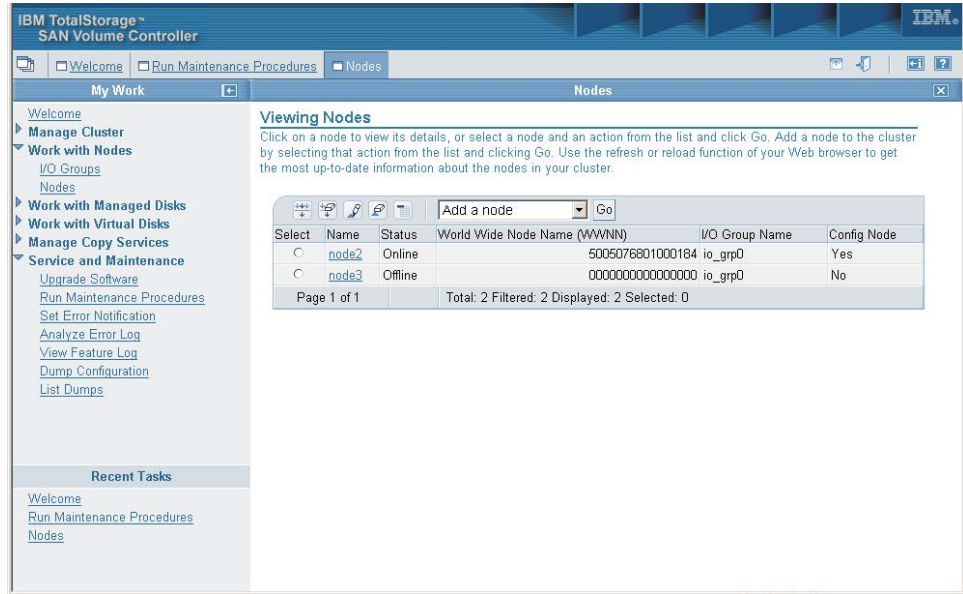 IBM TotalStorage™
SAN Volume Controller
IBM®
Welcome Run Maintenance Procedures Nodes
My Work
Welcome
Manage Cluster
Work with Nodes
I/O Groups
Nodes
Work with Managed Disks
Work with Virtual Disks
Manage Copy Services
Service and Maintenance
Upgrade Software
Run Maintenance Procedures
Set Error Notification
Analyze Error Log
View Feature Log
Dump Configuration
List Dumps
Recent Tasks
Welcome
Run Maintenance Procedures
Nodes
Nodes
Viewing Nodes
Click on a node to view its details, or select a node and an action from the list and click Go. Add a node to the cluster
by selecting that action from the list and clicking Go. Use the refresh or reload function of your Web browser to get
the most up-to-date information about the nodes in your cluster.
Add a node Go
Select Name Status World Wide Node Name (WWNN) I/O Group Name Config Node
node2 Online 5005076801000184 io_grp0 Yes
node3 Offline 0000000000000000 io_grp0 No
Page 1 of 1 Total: 2 Filtered: 2 Displayed: 2 Selected: 0